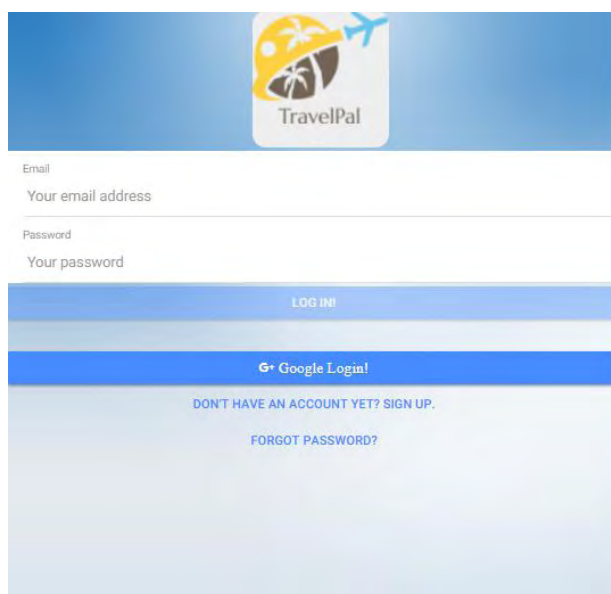 TravelPal
Email
Your email address
Password
Your password
LOG IN!
G+ Google Login!
DON'T HAVE AN ACCOUNT YET? SIGN UP.
FORGOT PASSWORD?